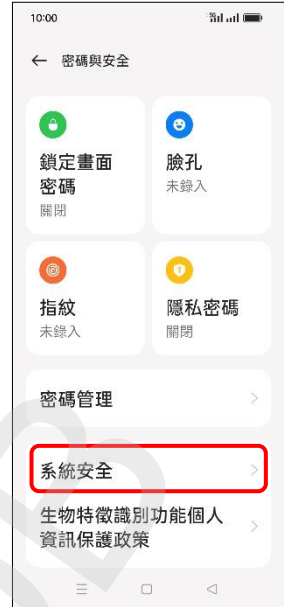 10:00
密碼與安全
鎖定畫面
密碼
關閉
臉孔
未錄入
指紋
未錄入
隱私密碼
關閉
密碼管理
系統安全
生物特徵識別功能個人
資訊保護政策